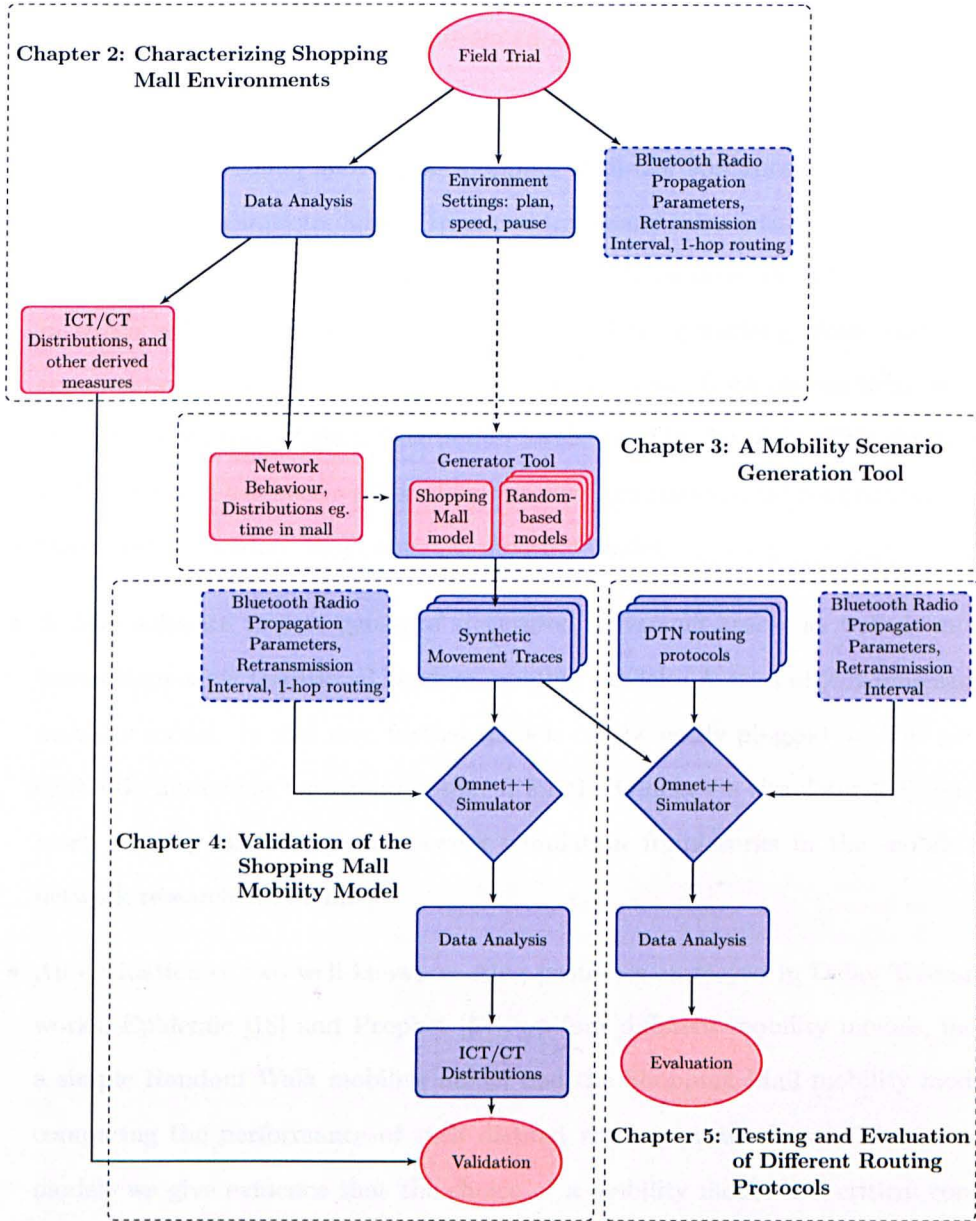 Chapter 2: Characterizing Shopping
Mall Environments
Field Trial
Data Analysis
Environment
Settings: plan,
speed, pause
Bluetooth Radio
Propagation
Parameters,
Retransmission
Interval, 1-hop routing
ICT/CT
Distributions, and
other derived
measures
Chapter 3: A Mobility Scenario
Generation Tool
Network
Behaviour,
Distributions eg.
time in mall
Generator Tool
Shopping
Mall
model
Random-
based
models
Bluetooth Radio
Propagation
Parameters,
Retransmission
Interval, 1-hop routing
Synthetic
Movement Traces
DTN routing
protocols
Bluetooth Radio
Propagation
Parameters,
Retransmission
Interval
Omnet++
Simulator
Omnet++
Simulator
Chapter 4: Validation of the
Shopping Mall
Mobility Model
Data Analysis
Data Analysis
ICT/CT
Distributions
Evaluation
Validation
Chapter 5: Testing and Evaluation
of Different Routing
Protocols